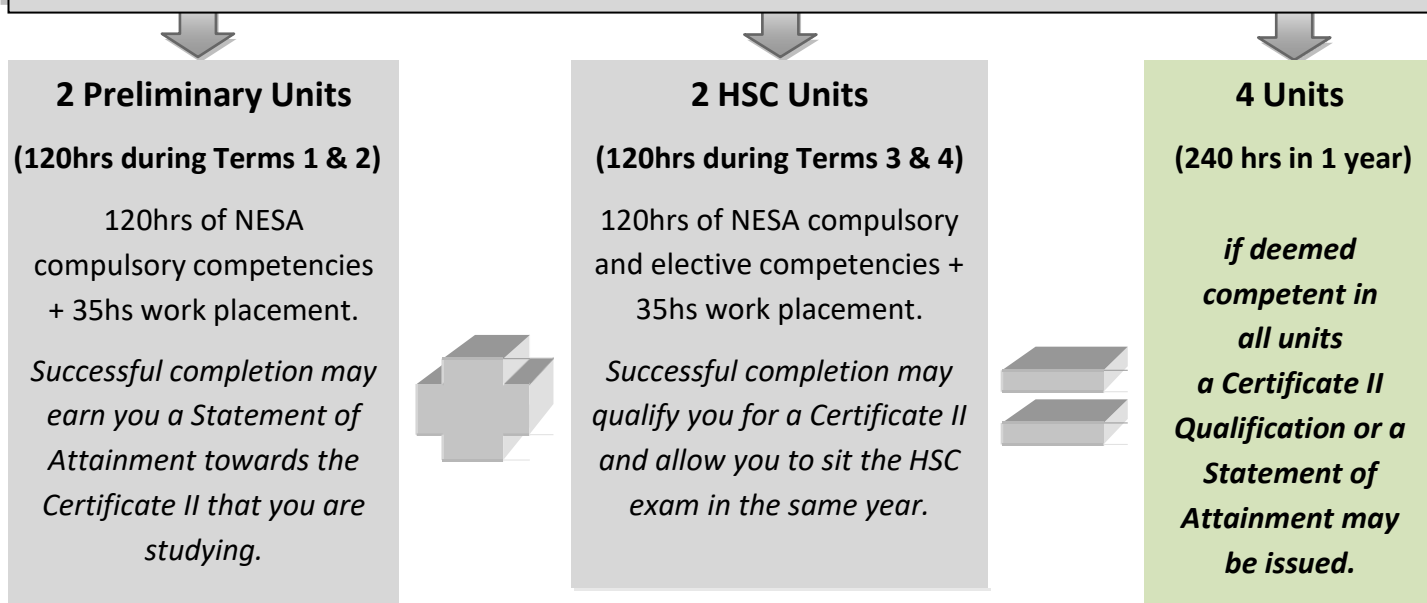 2 Preliminary Units
(120hrs during Terms 1 & 2)
120hrs of NESA
compulsory competencies
+ 35hs work placement.
Successful completion may
earn you a Statement of
Attainment towards the
Certificate II that you are
studying.
2 HSC Units
(120hrs during Terms 3 & 4)
120hrs of NESA compulsory
and elective competencies +
35hs work placement.
Successful completion may
qualify you for a Certificate II
and allow you to sit the HSC
exam in the same year.
4 Units
(240 hrs in 1 year)
if deemed
competent in
all units
a Certificate II
Qualification or a
Statement of
Attainment may
be issued.